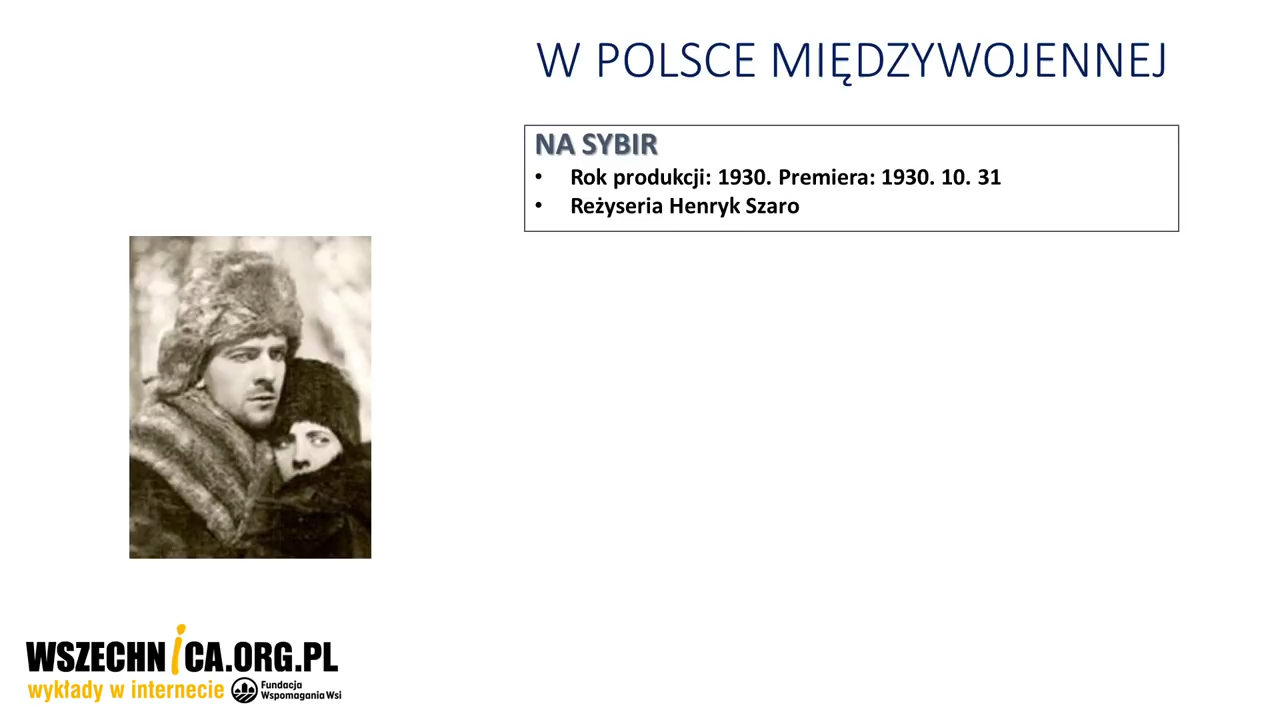 W POLSCE MIĘDZYWOJENNEJ
NA SYBIR
• Rok produkcji: 1930. Premiera: 1930. 10. 31
• Reżyseria Henryk Szaro
WSZECHNICA.ORG.PL
wykłady w internecie
Fundacja
Wspomagania Wsi